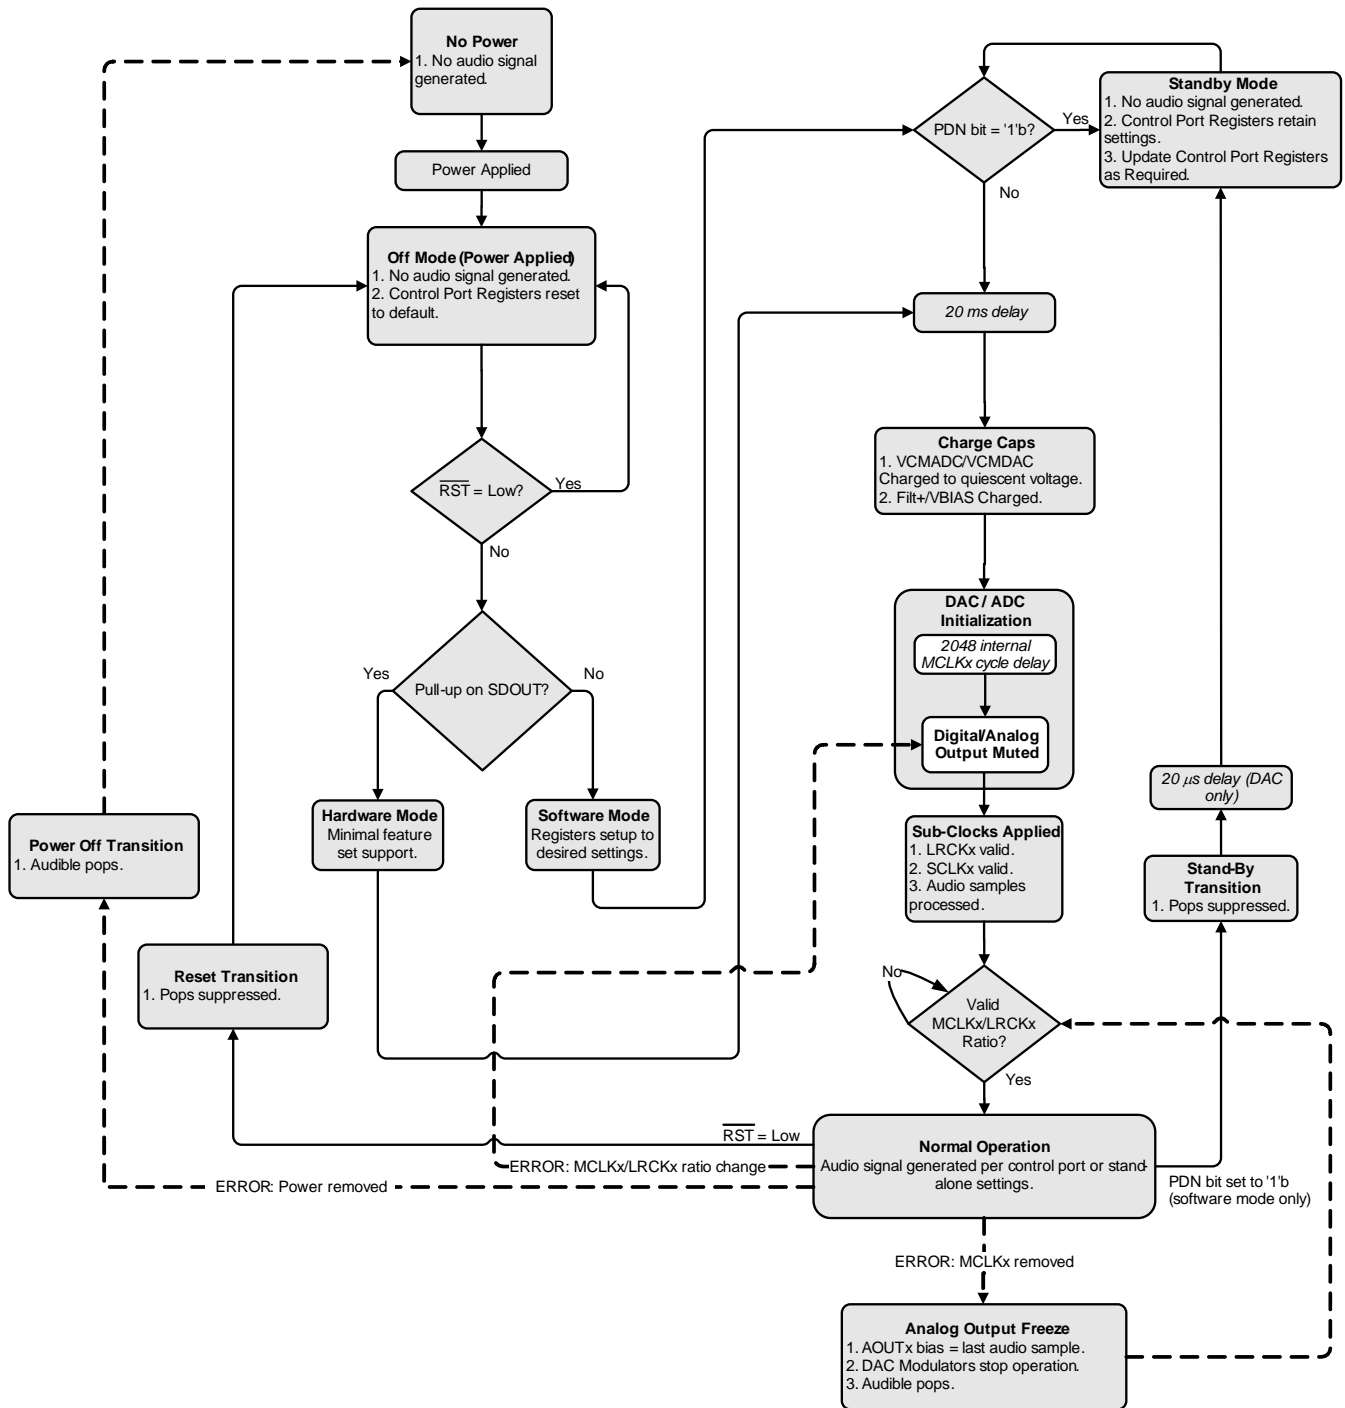 No Power
1. No audio signal
generated.
Power Applied
Off Mode (Power Applied)
1. No audio signal generated.
2. Control Port Registers reset
to default.
RST = Low?
Yes
No
Pull-up on SDOUT?
Yes
No
Hardware Mode
Minimal feature
set support.
Software Mode
Registers setup to
desired settings.
Power Off Transition
1. Audible pops.
Reset Transition
1. Pops suppressed.
PDN bit = '1'b?
Yes
No
Standby Mode
1. No audio signal generated.
2. Control Port Registers retain
settings.
3. Update Control Port Registers
as Required.
20 ms delay
Charge Caps
1. VCMADC/VCMDAC
Charged to quiescent voltage.
2. Filt+/VBIAS Charged.
DAC / ADC
Initialization
2048 internal
MCLKx cycle delay
Digital/Analog
Output Muted
Sub-Clocks Applied
1. LRCKx valid.
2. SCLKx valid.
3. Audio samples
processed.
20 μs delay (DAC
only)
Stand-By
Transition
1. Pops suppressed.
No
Valid
MCLKx/LRCKx
Ratio?
Yes
RST = Low
Normal Operation
Audio signal generated per control port or stand-
alone settings.
ERROR: MCLKx/LRCKx ratio change
ERROR: Power removed
PDN bit set to '1'b
(software mode only)
ERROR: MCLKx removed
Analog Output Freeze
1. AOUTx bias = last audio sample.
2. DAC Modulators stop operation.
3. Audible pops.